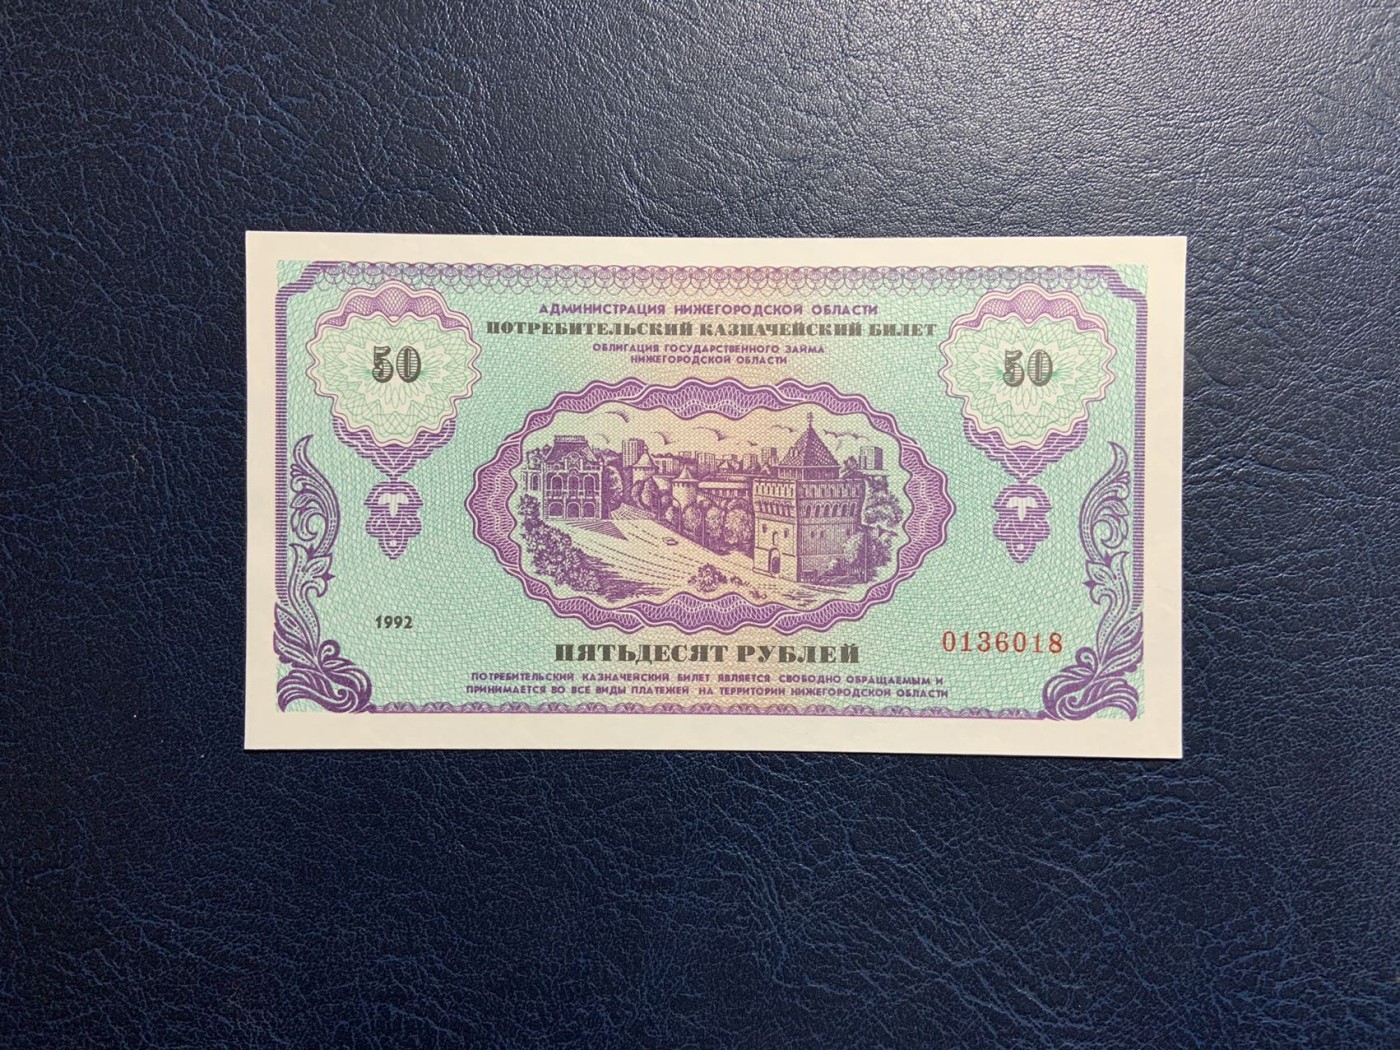 АДМИНИСТРАЦИЯ НИЖЕГОРОДСКОЙ ОБЛАСТИ
ПОТРЕБИТЕЛЬСКИЙ КАЗНАЧЕЙСКИЙ БИЛЕТ
ОБЛИГАЦИЯ ГОСУДАРСТВЕННОГО ЗАЙМА
НИЖЕГОРОДСКОЙ ОБЛАСТИ
50
50
1992
0136018
ПЯТЬДЕСЯТ РУБЛЕЙ
ПОТРЕБИТЕЛЬСКИЙ КАЗНАЧЕЙСКИЙ БИЛЕТ ЯВЛЯЕТСЯ СВОБОДНО ОБРАЩАЕМЫМ И
ПРИНИМАЕТСЯ ВО ВСЕ ВИДЫ ПЛАТЕЖЕЙ НА ТЕРРИТОРИИ НИЖЕГОРОДСКОЙ ОБЛАСТИ